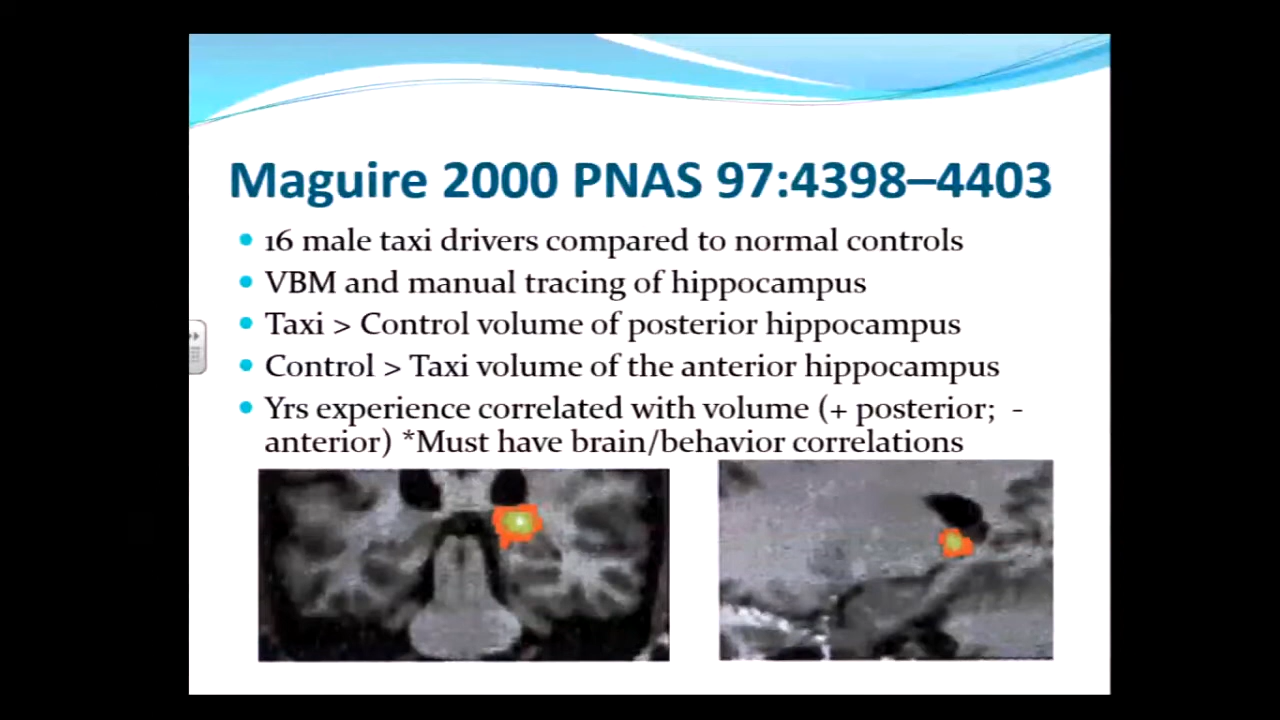 Maguire 2000 PNAS 97:4398–4403
• 16 male taxi drivers compared to normal controls
• VBM and manual tracing of hippocampus
• Taxi > Control volume of posterior hippocampus
• Control > Taxi volume of the anterior hippocampus
• Yrs experience correlated with volume (+ posterior; -
anterior) *Must have brain/behavior correlations